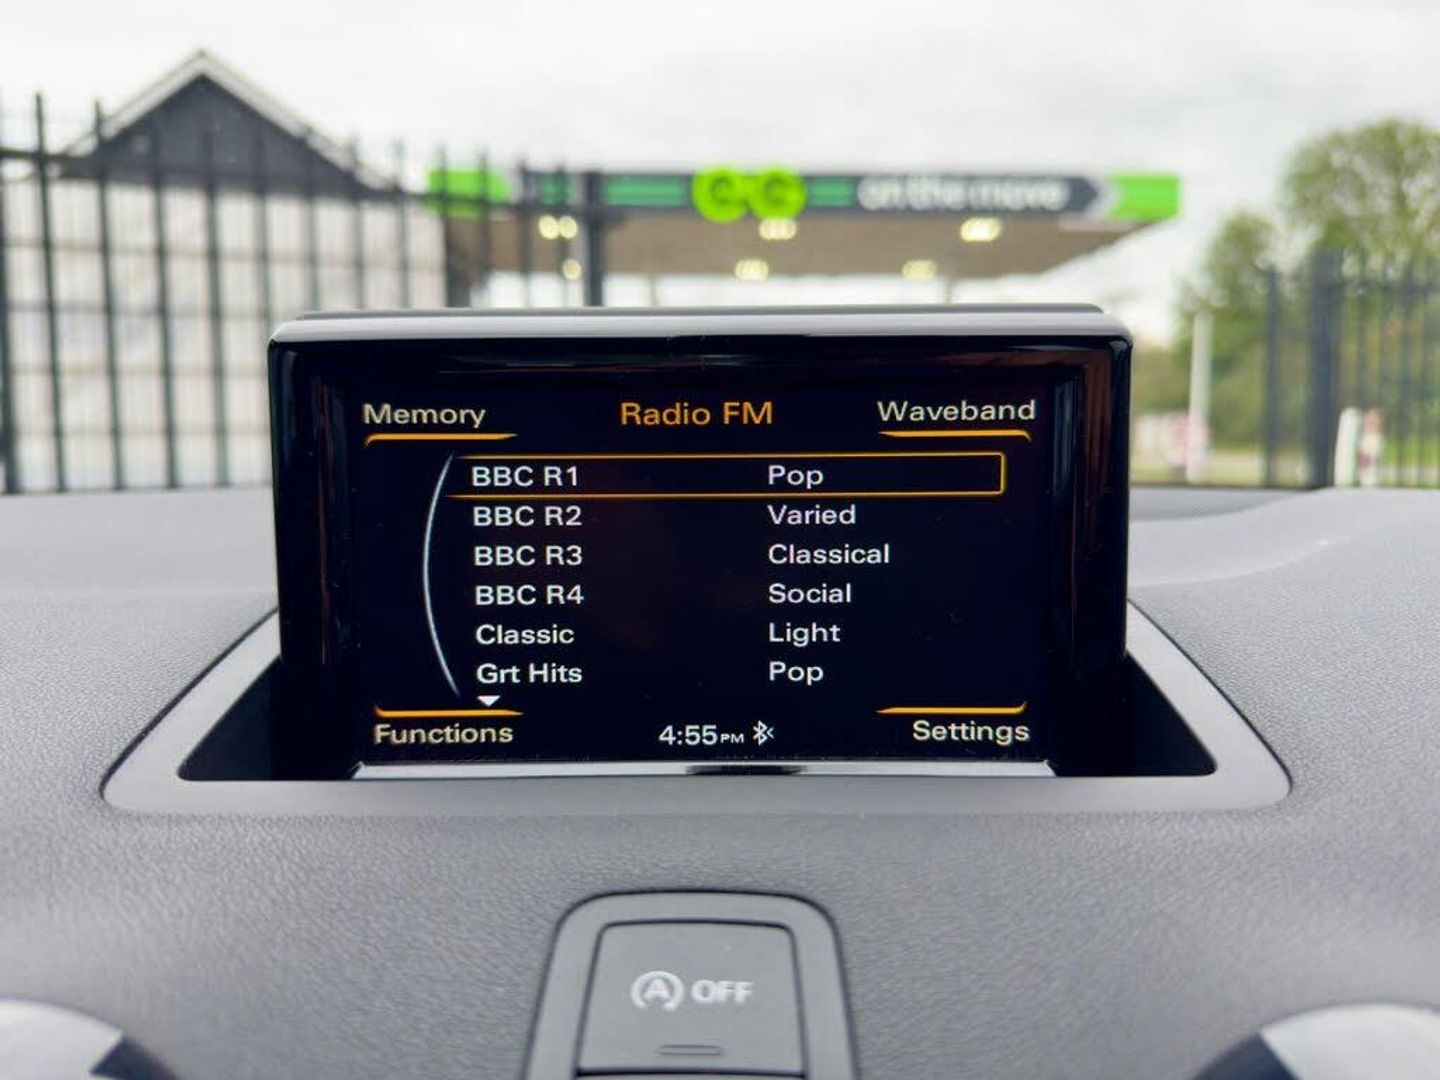 on the move
Memory Radio FM Waveband
BBC R1 Pop
BBC R2 Varied
BBC R3 Classical
BBC R4 Social
Classic Light
Grt Hits Pop
Functions 4:55PM Settings
A OFF